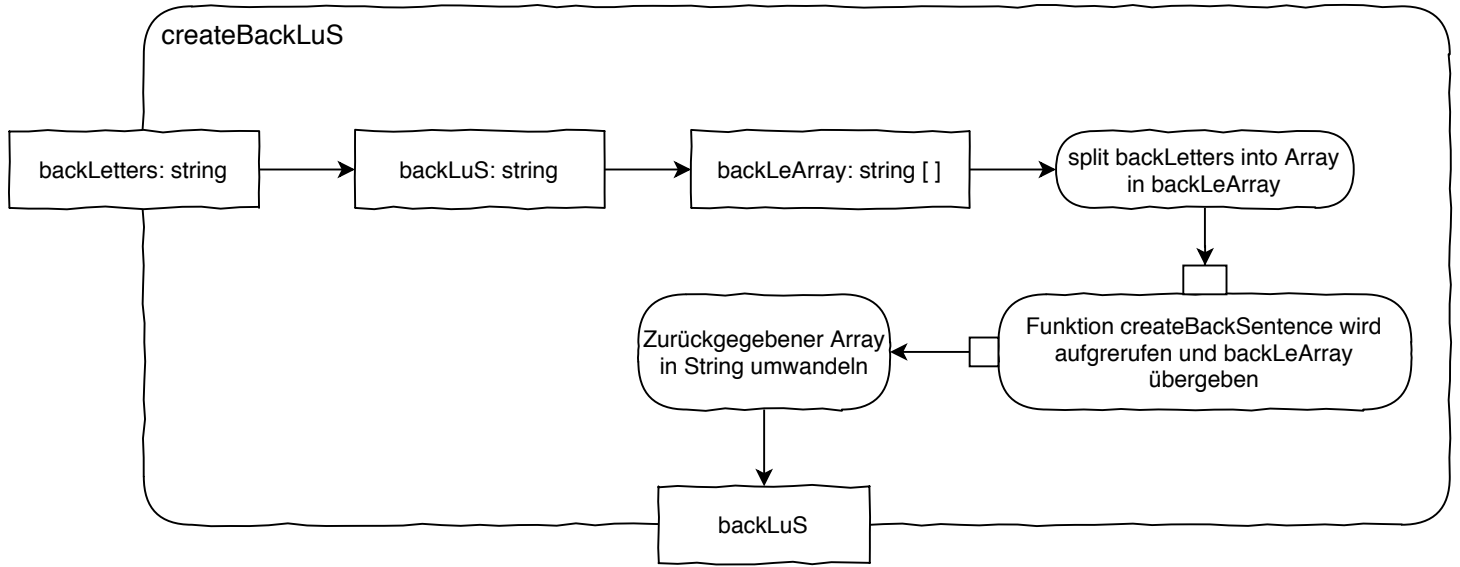 createBackLuS
backLetters: string
backLuS: string
backLeArray: string [ ]
split backLetters into Array
in backLeArray
Funktion createBackSentence wird
aufgrerufen und backLeArray
übergeben
Zurückgegebener Array
in String umwandeln
backLuS